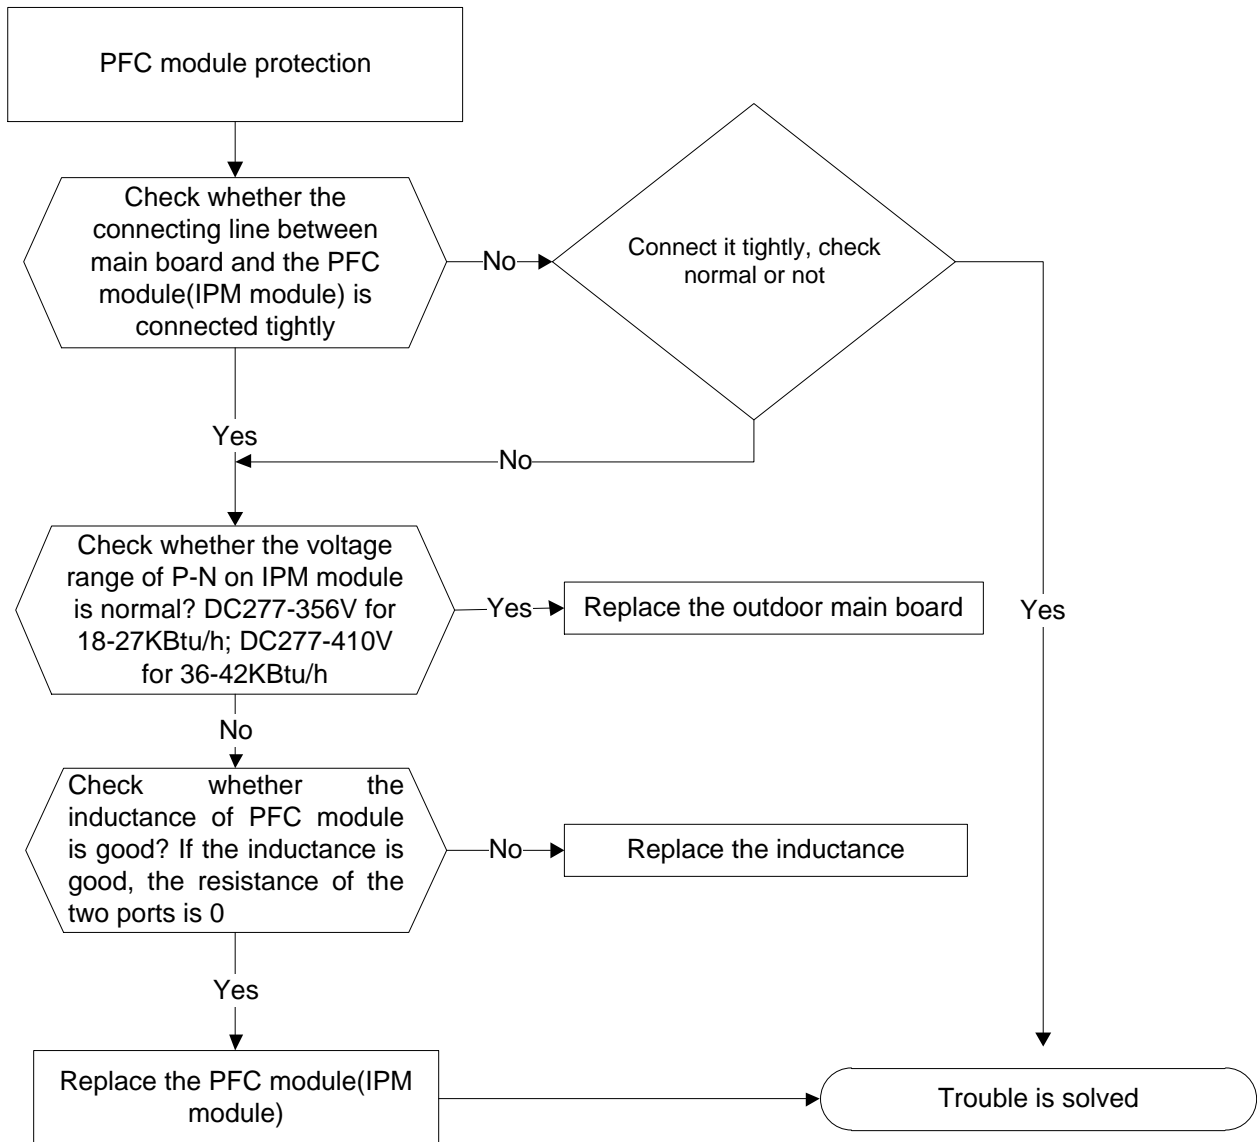 PFC module protection
Check whether the
connecting line between
main board and the PFC
module(IPM module) is
connected tightly
No
Connect it tightly, check
normal or not
Yes
No
Check whether the voltage
range of P-N on IPM module
is normal? DC277-356V for
18-27KBtu/h; DC277-410V
for 36-42KBtu/h
Yes
Replace the outdoor main board
Yes
No
Check whether the
inductance of PFC module
is good? If the inductance is
good, the resistance of the
two ports is 0
No
Replace the inductance
Yes
Replace the PFC module(IPM
module)
Trouble is solved